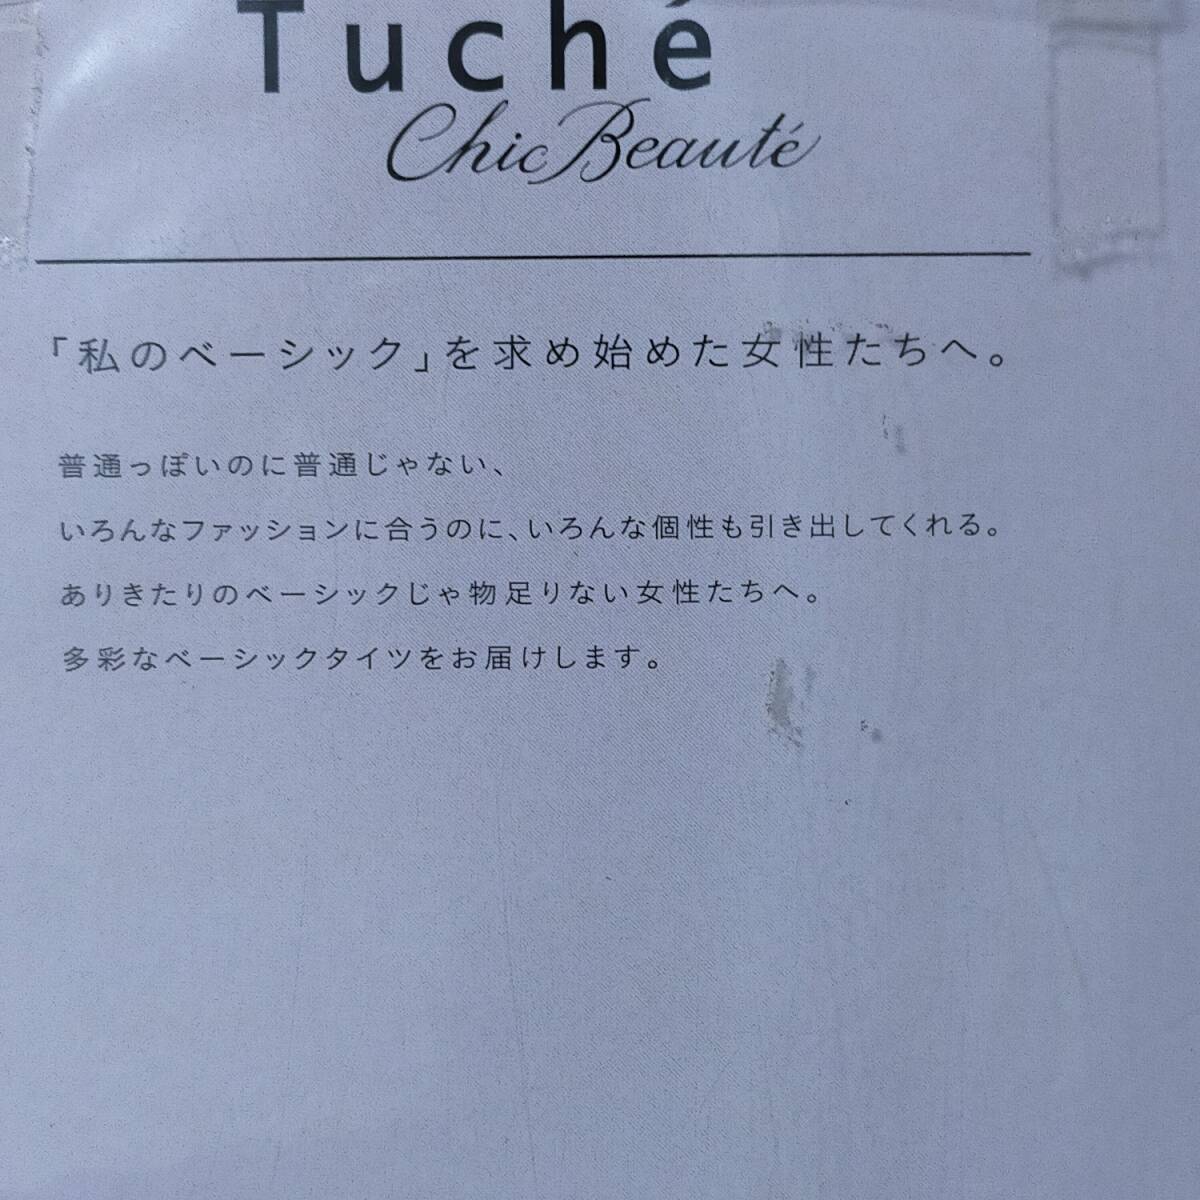 Tuché
Chic Beauté
「私のベーシック」を求め始めた女性たちへ。
普通っぽいのに普通じゃない、
いろんなファッションに合うのに、いろんな個性も引き出してくれる。
ありきたりのベーシックじゃ物足りない女性たちへ。
多彩なベーシックタイツをお届けします。